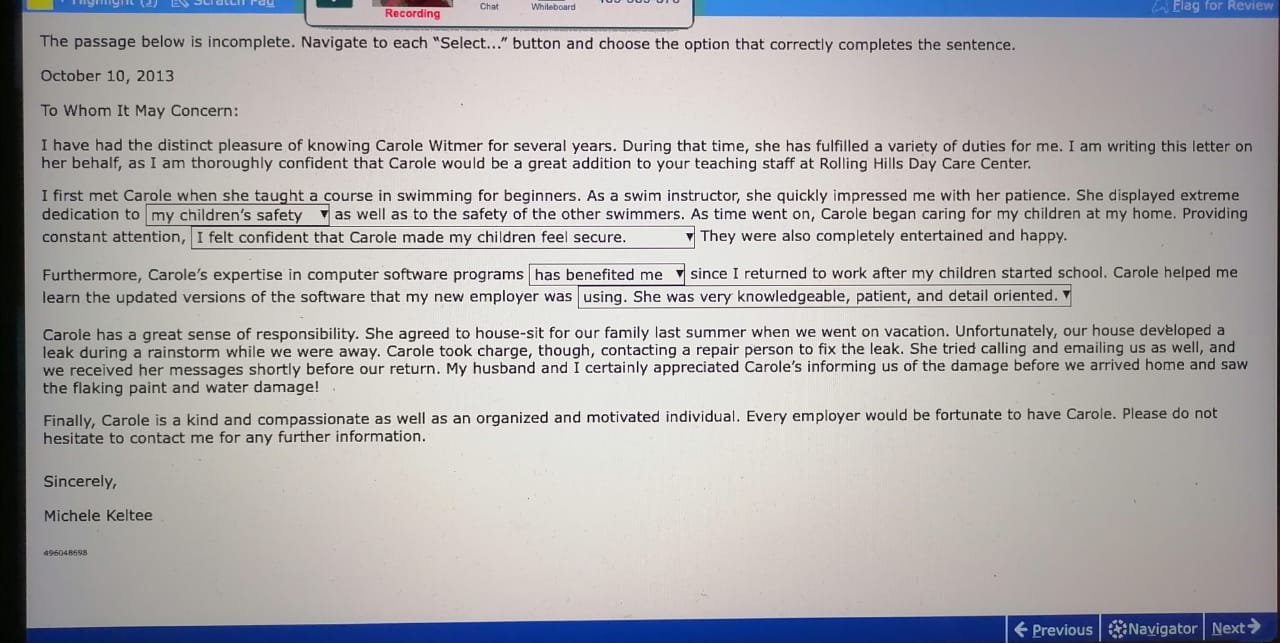 Recording
Chat
Whiteboard
Flag for Review
The passage below is incomplete. Navigate to each “Select...” button and choose the option that correctly completes the sentence.
October 10, 2013
To Whom It May Concern:
I have had the distinct pleasure of knowing Carole Witmer for several years. During that time, she has fulfilled a variety of duties for me. I am writing this letter on
her behalf, as I am thoroughly confident that Carole would be a great addition to your teaching staff at Rolling Hills Day Care Center.
I first met Carole when she taught a course in swimming for beginners. As a swim instructor, she quickly impressed me with her patience. She displayed extreme
dedication to my children’s safety as well as to the safety of the other swimmers. As time went on, Carole began caring for my children at my home. Providing
constant attention, I felt confident that Carole made my children feel secure. They were also completely entertained and happy.
Furthermore, Carole’s expertise in computer software programs has benefited me since I returned to work after my children started school. Carole helped me
learn the updated versions of the software that my new employer was using. She was very knowledgeable, patient, and detail oriented.
Carole has a great sense of responsibility. She agreed to house-sit for our family last summer when we went on vacation. Unfortunately, our house developed a
leak during a rainstorm while we were away. Carole took charge, though, contacting a repair person to fix the leak. She tried calling and emailing us as well, and
we received her messages shortly before our return. My husband and I certainly appreciated Carole’s informing us of the damage before we arrived home and saw
the flaking paint and water damage!
Finally, Carole is a kind and compassionate as well as an organized and motivated individual. Every employer would be fortunate to have Carole. Please do not
hesitate to contact me for any further information.
Sincerely,
Michele Keltee
496048698
Previous Navigator Next